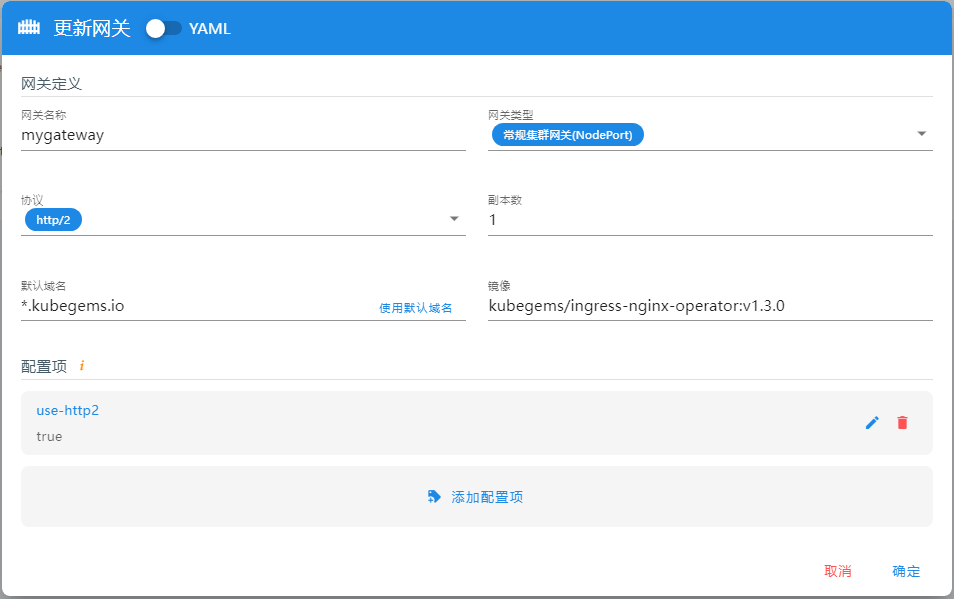 更新网关 YAML
网关定义
网关名称 网关类型
mygateway 常规集群网关(NodePort)
协议 副本数
http/2 1
默认域名 镜像
*.kubegems.io 使用默认域名 kubegems/ingress-nginx-operator:v1.3.0
配置项 i
use-http2
true
添加配置项
取消 确定